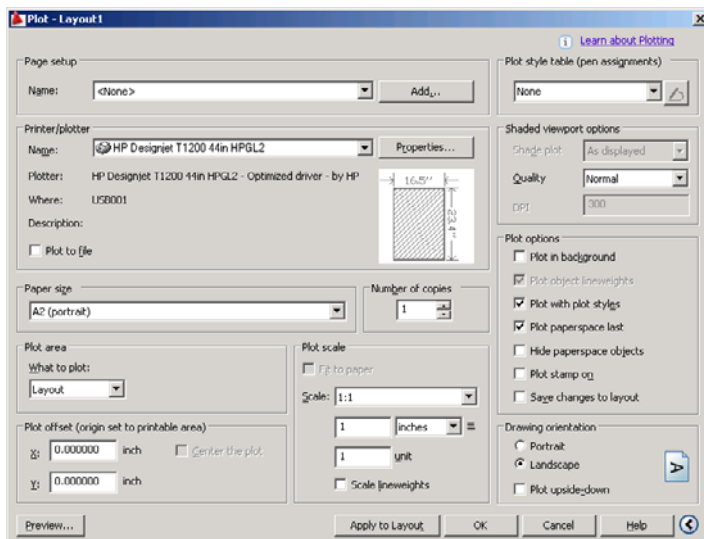 Plot - Layout1
Learn about Plotting
Page setup
Name:
<None>
Add...
Plot style table (pen assignments)
None
Printer/plotter
Name:
HP Designjet T1200 44in HPGL2
Properties...
Plotter:
HP Designjet T1200 44in HPGL2 - Optimized driver - by HP
Where:
USB001
Description:
Plot to file
16.5''
23.4''
Shaded viewport options
Shade plot
As displayed
Quality
Normal
DPI
300
Paper size
A2 (portrait)
Number of copies
1
Plot options
Plot in background
Plot object lineweights
Plot with plot styles
Plot paperspace last
Hide paperspace objects
Plot stamp on
Save changes to layout
Plot area
What to plot:
Layout
Plot scale
Fit to paper
Scale:
1:1
1
inches
=
1
unit
Scale lineweights
Plot offset (origin set to printable area)
X:
0.000000
inch
Center the plot
Y:
0.000000
inch
Drawing orientation
Portrait
Landscape
Plot upside-down
A
Preview...
Apply to Layout
OK
Cancel
Help